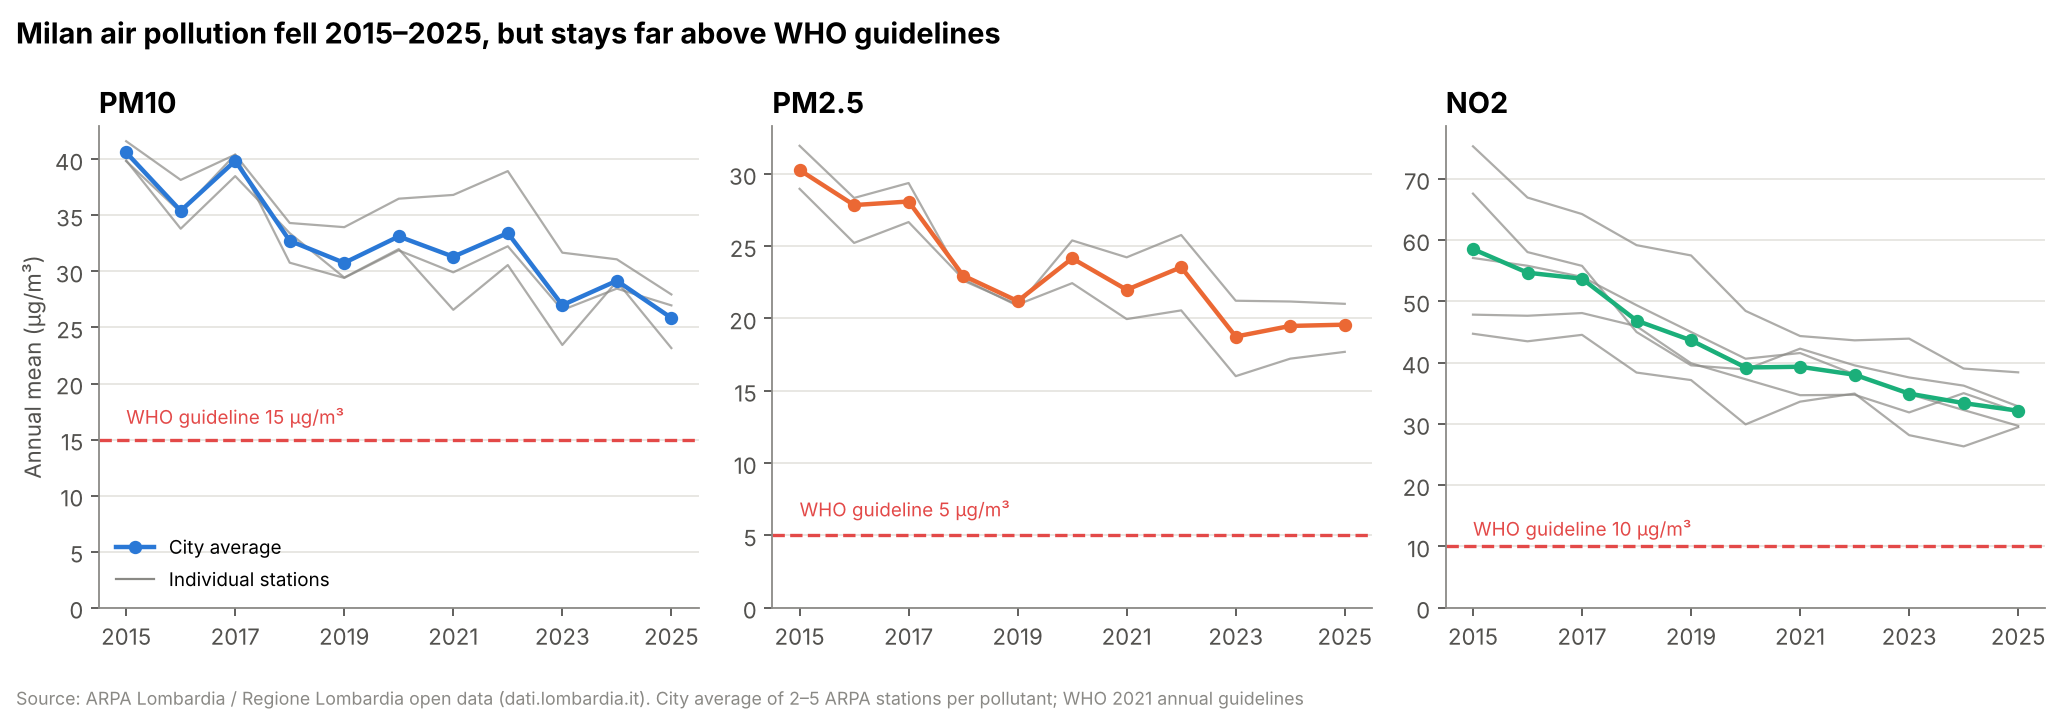 Milan air pollution fell 2015–2025, but stays far above WHO guidelines
PM10
Annual mean (µg/m³)
40
35
30
25
20
15
10
5
0
WHO guideline 15 µg/m³
City average
Individual stations
2015 2017 2019 2021 2023 2025
PM2.5
30
25
20
15
10
5
0
WHO guideline 5 µg/m³
2015 2017 2019 2021 2023 2025
NO2
70
60
50
40
30
20
10
0
WHO guideline 10 µg/m³
2015 2017 2019 2021 2023 2025
Source: ARPA Lombardia / Regione Lombardia open data (dati.lombardia.it). City average of 2–5 ARPA stations per pollutant; WHO 2021 annual guidelines